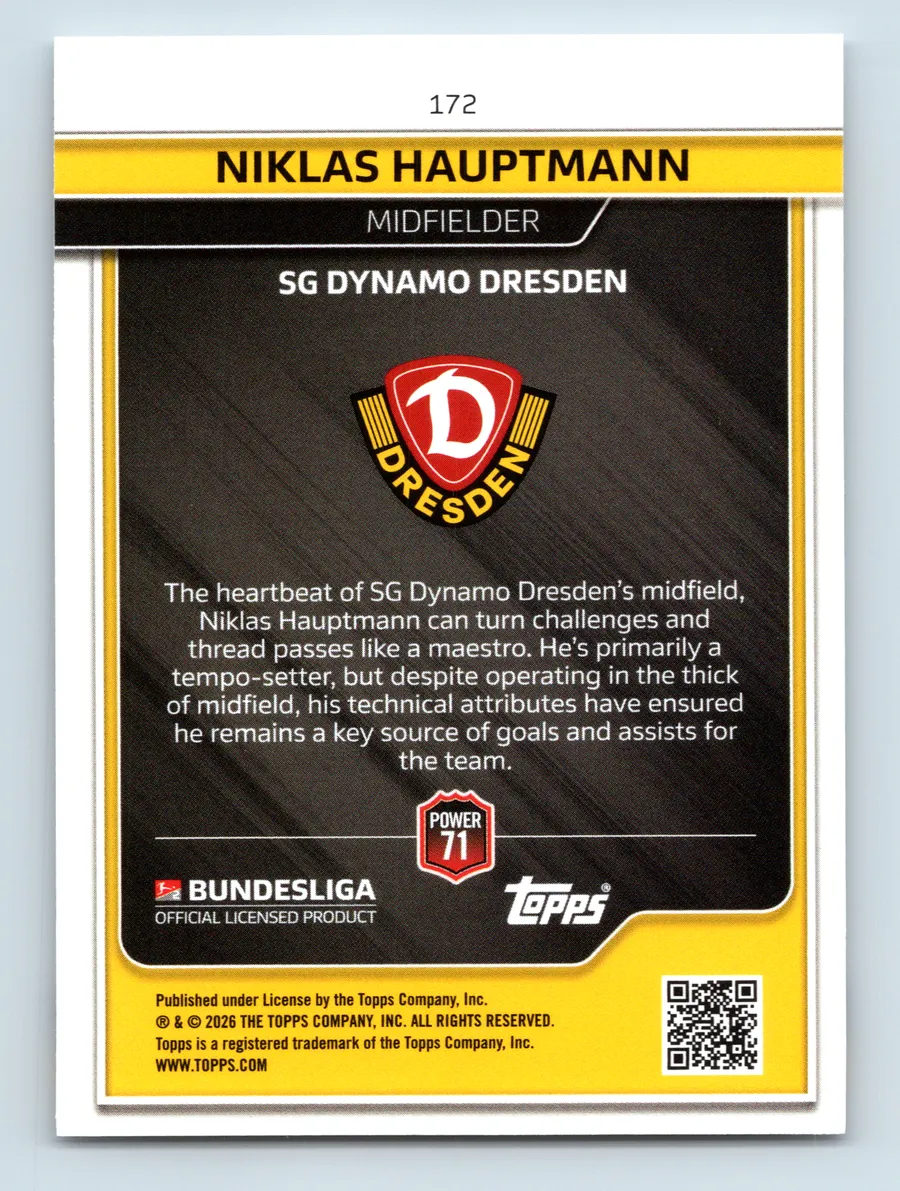 172
NIKLAS HAUPTMANN
MIDFIELDER
SG DYNAMO DRESDEN
D
DRESDEN
The heartbeat of SG Dynamo Dresden's midfield,
Niklas Hauptmann can turn challenges and
thread passes like a maestro. He's primarily a
tempo-setter, but despite operating in the thick
of midfield, his technical attributes have ensured
he remains a key source of goals and assists for
the team.
POWER
71
2 BUNDESLIGA
OFFICIAL LICENSED PRODUCT
topps®
Published under License by the Topps Company, Inc.
® & © 2026 THE TOPPS COMPANY, INC. ALL RIGHTS RESERVED.
Topps is a registered trademark of the Topps Company, Inc.
WWW.TOPPS.COM